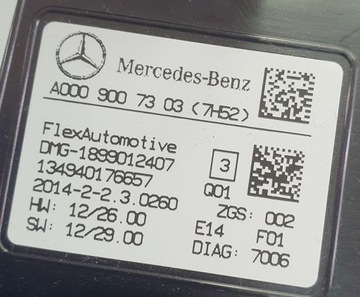 Mercedes-Benz
A000 900 73 03 (7H52)
FlexAutomotive
DMG-1899012407
134940176657
2014-2-2.3.0260
HW: 12/26.00
SW: 12/29.00
3
Q01
ZGS: 002
E14 F01
DIAG: 7006